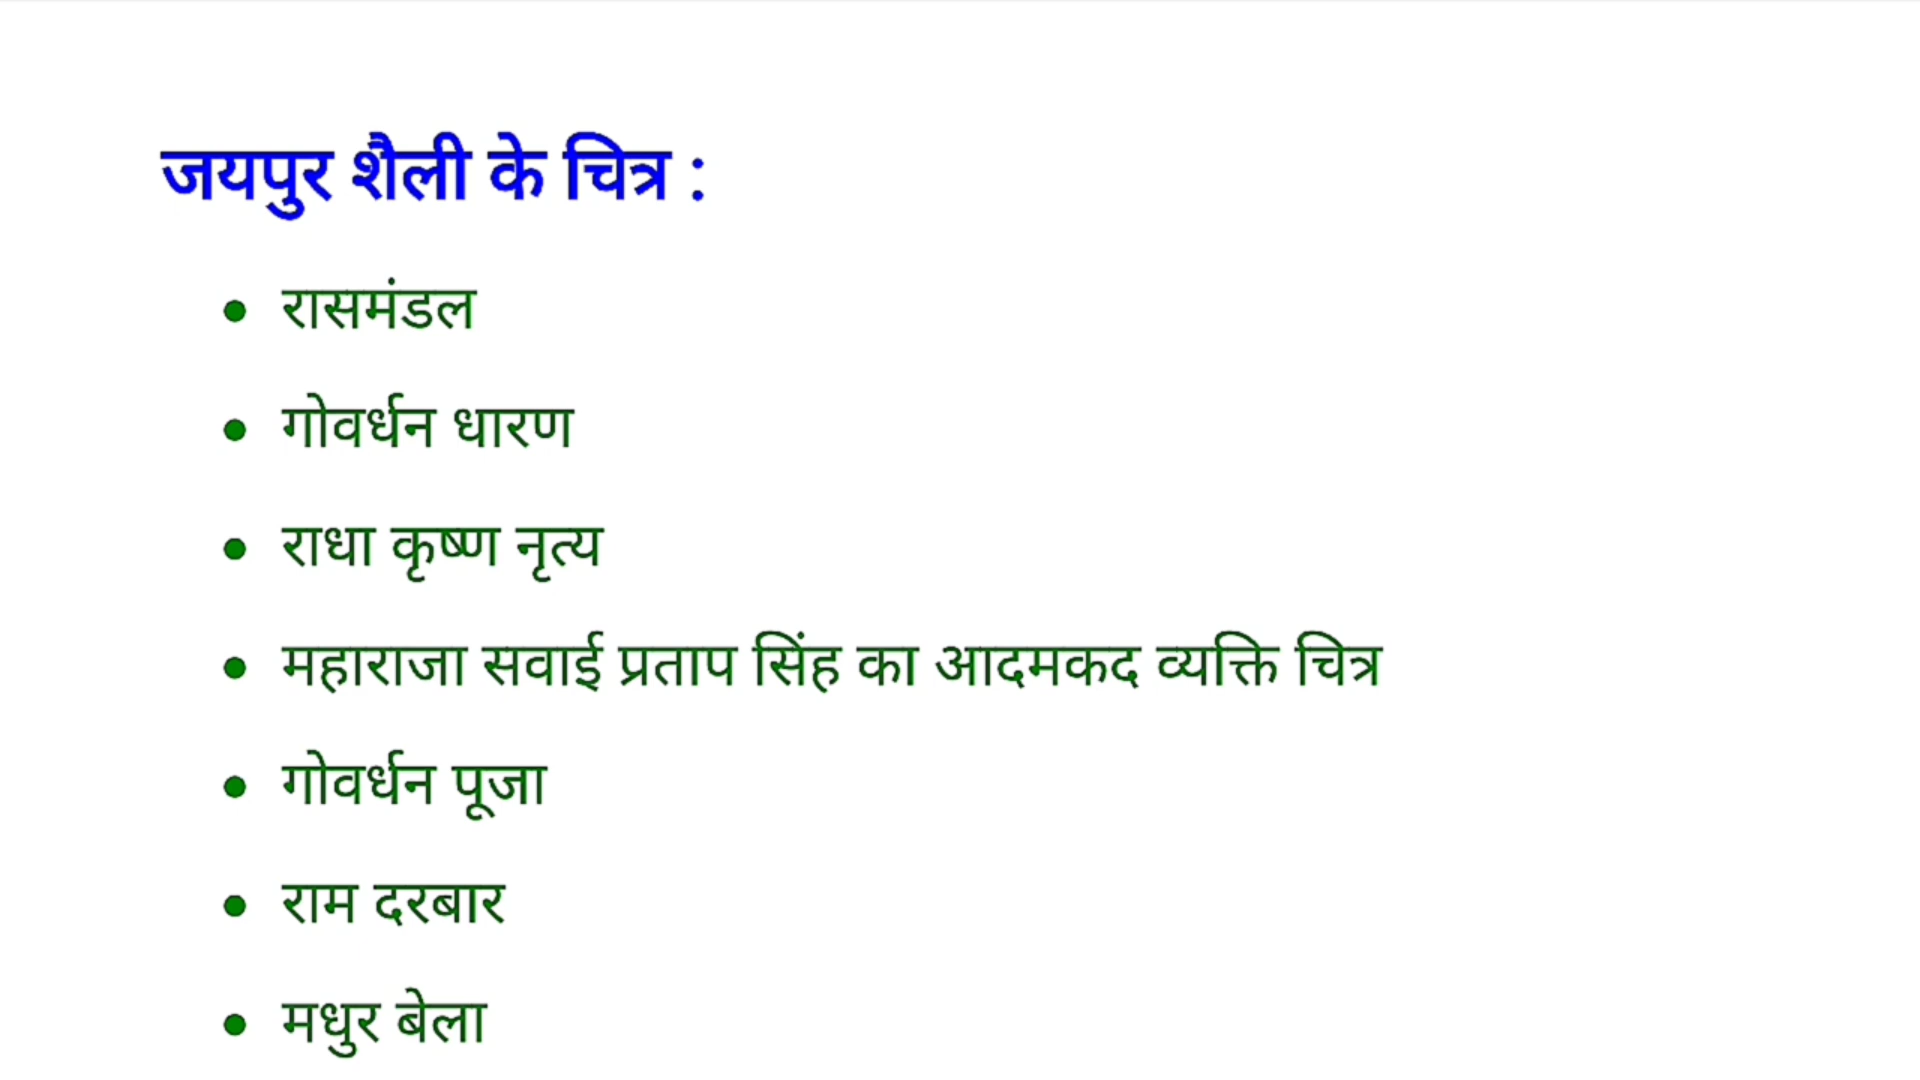 जयपुर शैली के चित्र :
• रासमंडल
• गोवर्धन धारण
• राधा कृष्ण नृत्य
• महाराजा सवाई प्रताप सिंह का आदमकद व्यक्ति चित्र
• गोवर्धन पूजा
• राम दरबार
• मधुर बेला